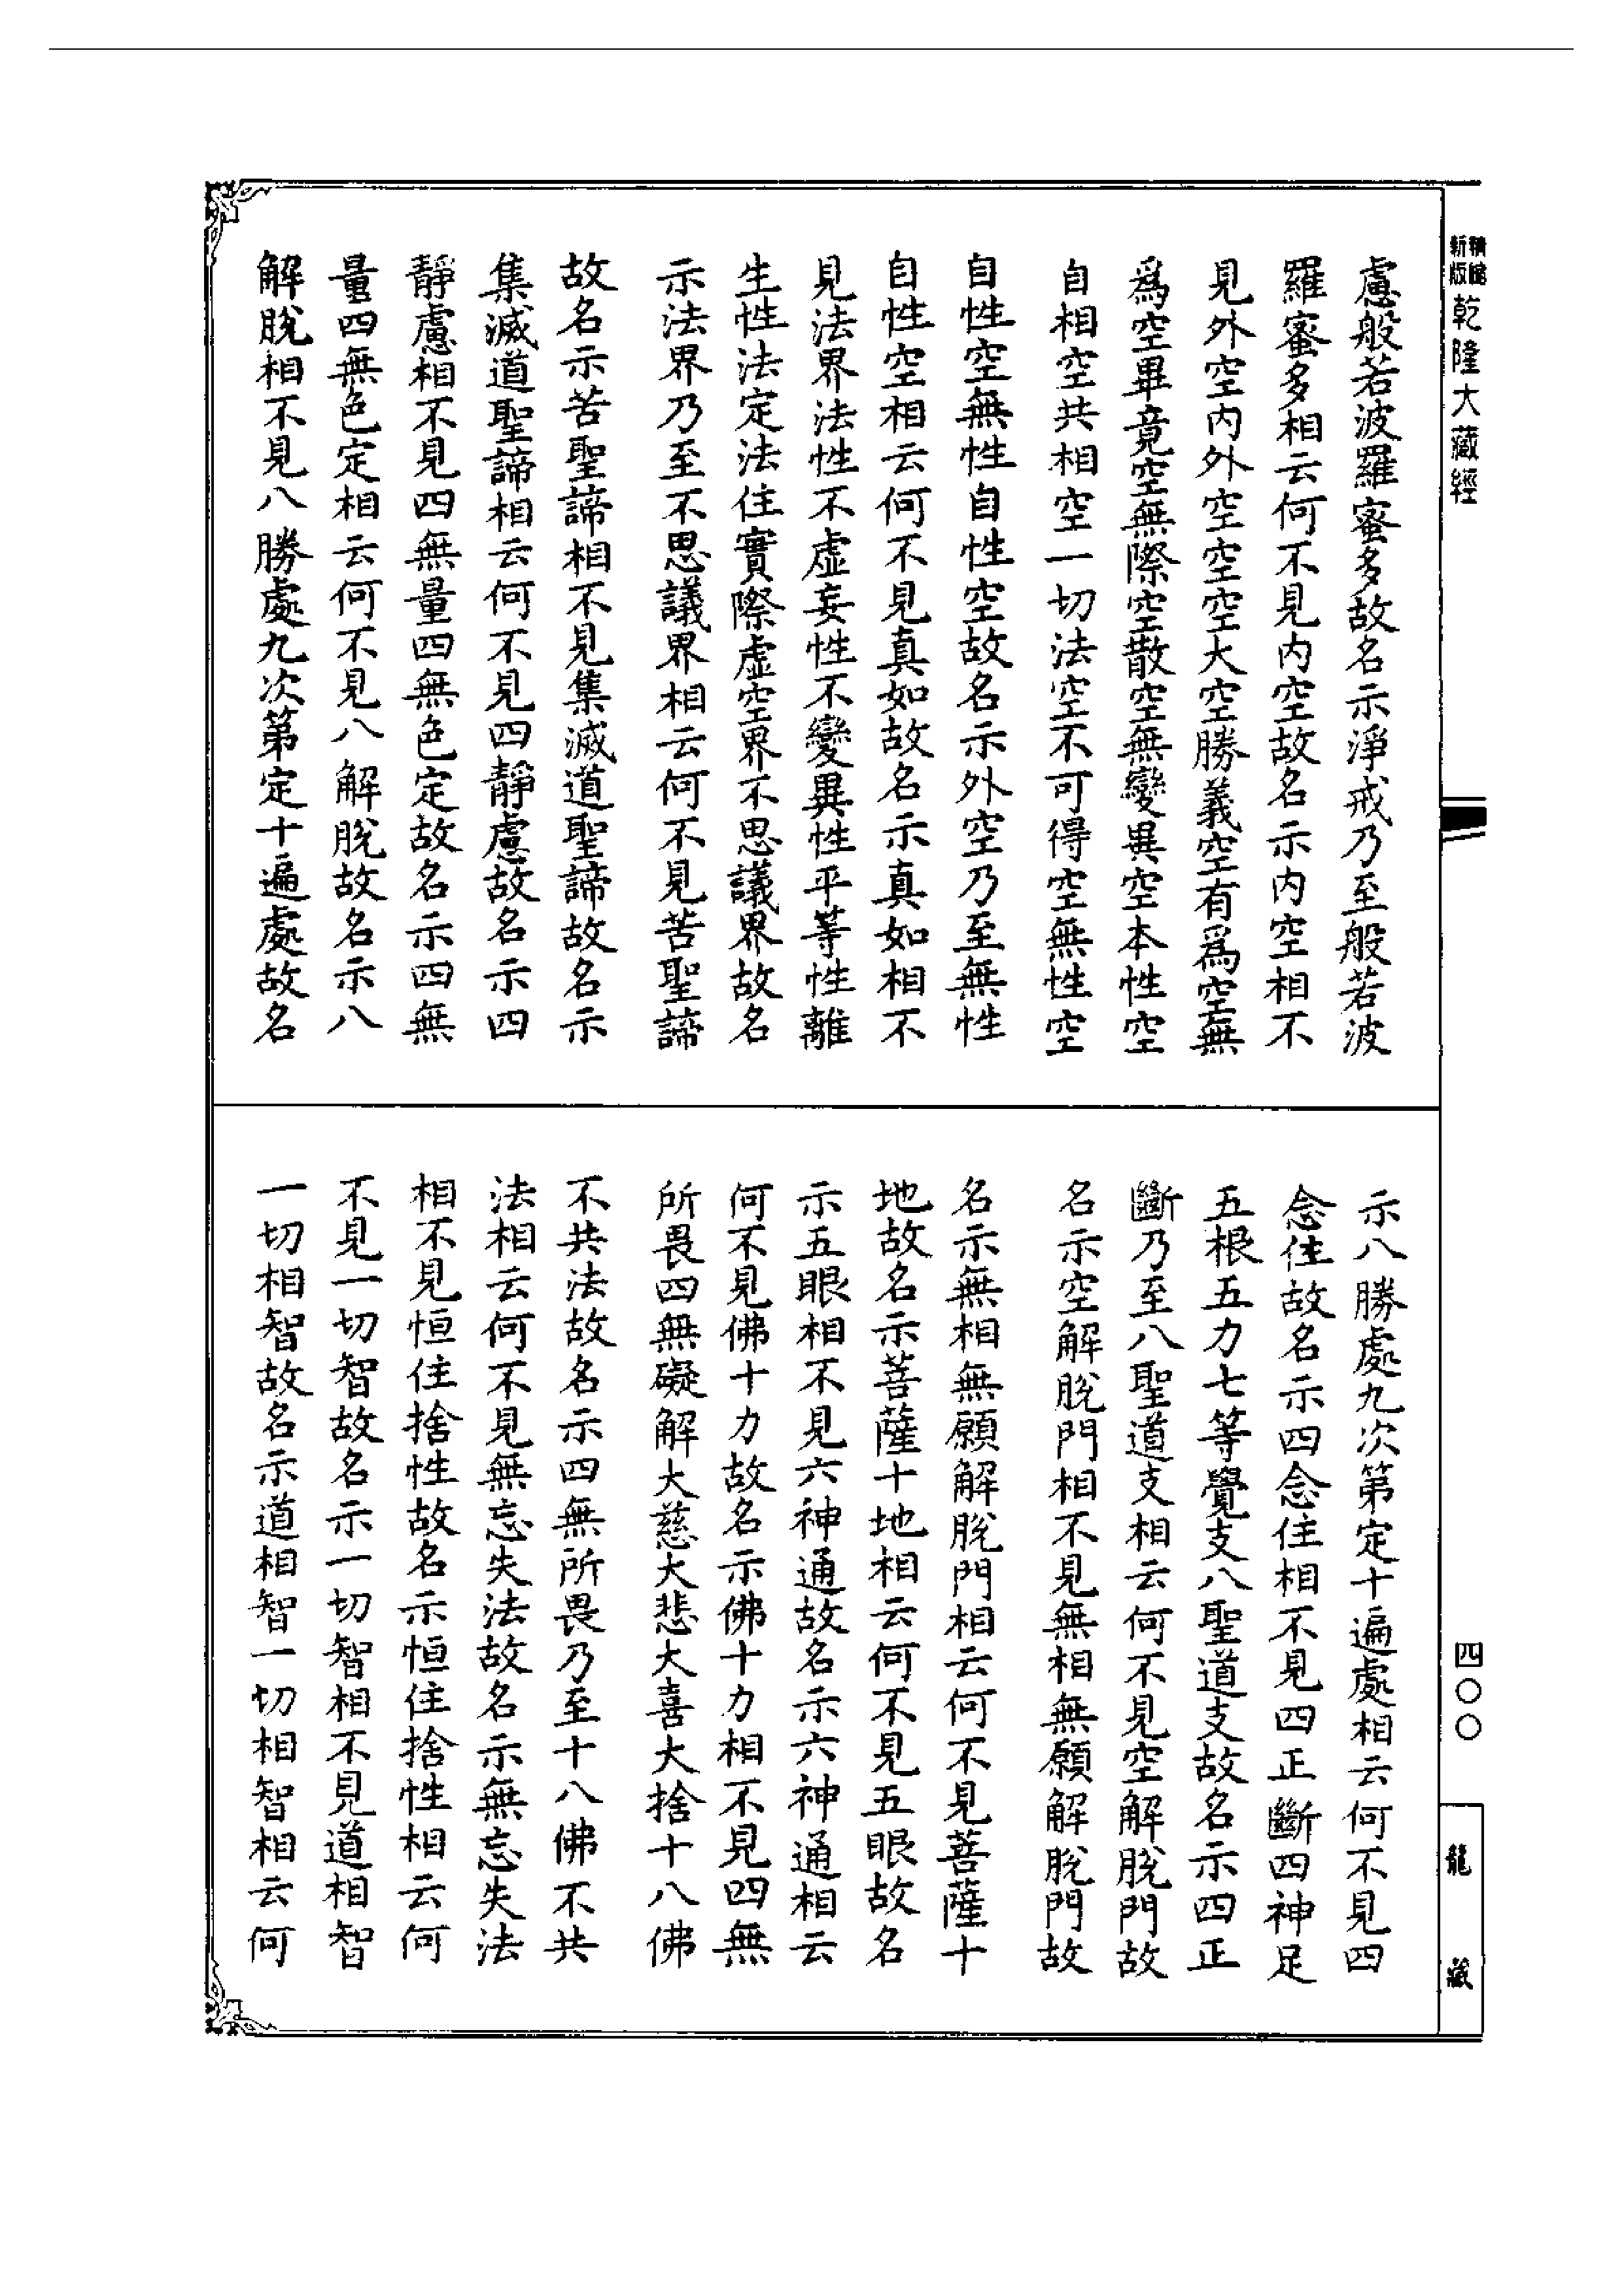 新編
縮版
乾隆大藏經
慮般若波羅蜜多故名示淨戒乃至般若波
羅蜜多相云何不見内空故名示内空相不
見外空内外空空空大空勝義空有爲空無
爲空畢竟空無際空散空無變異空本性空
自相空共相空一切法空不可得空無性空
自性空無性自性空故名示外空乃至無性
自性空相云何不見真如故名示真如相不
見法界法性不虛妄性不變異性平等性離
生性法定法住實際虛空界不思議界故名
示法界乃至不思議界相云何不見苦聖諦
故名示苦聖諦相不見集滅道聖諦故名示
集滅道聖諦相云何不見四靜慮故名示四
靜慮相不見四無量四無色定故名示四無
量四無色定相云何不見八解脫故名示八
解脫相不見八勝處九次第定十遍處故名
示八勝處九次第定十遍處相云何不見四
念住故名示四念住相不見四正斷四神足
五根五力七等覺支八聖道支故名示四正
斷乃至八聖道支相云何不見空解脫門故
名示空解脫門相不見無相無願解脫門故
名示無相無願解脫門相云何不見菩薩十
地故名示菩薩十地相云何不見五眼故名
示五眼相不見六神通故名示六神通相云
何不見佛十力故名示佛十力相不見四無
所畏四無礙解大慈大悲大喜大捨十八佛
不共法故名示四無所畏乃至十八佛不共
法相云何不見無忘失法故名示無忘失法
相不見恒住捨性故名示恒住捨性相云何
不見一切智故名示一切智相不見道相智
一切相智故名示道相智一切相智相云何
四〇〇
龍藏